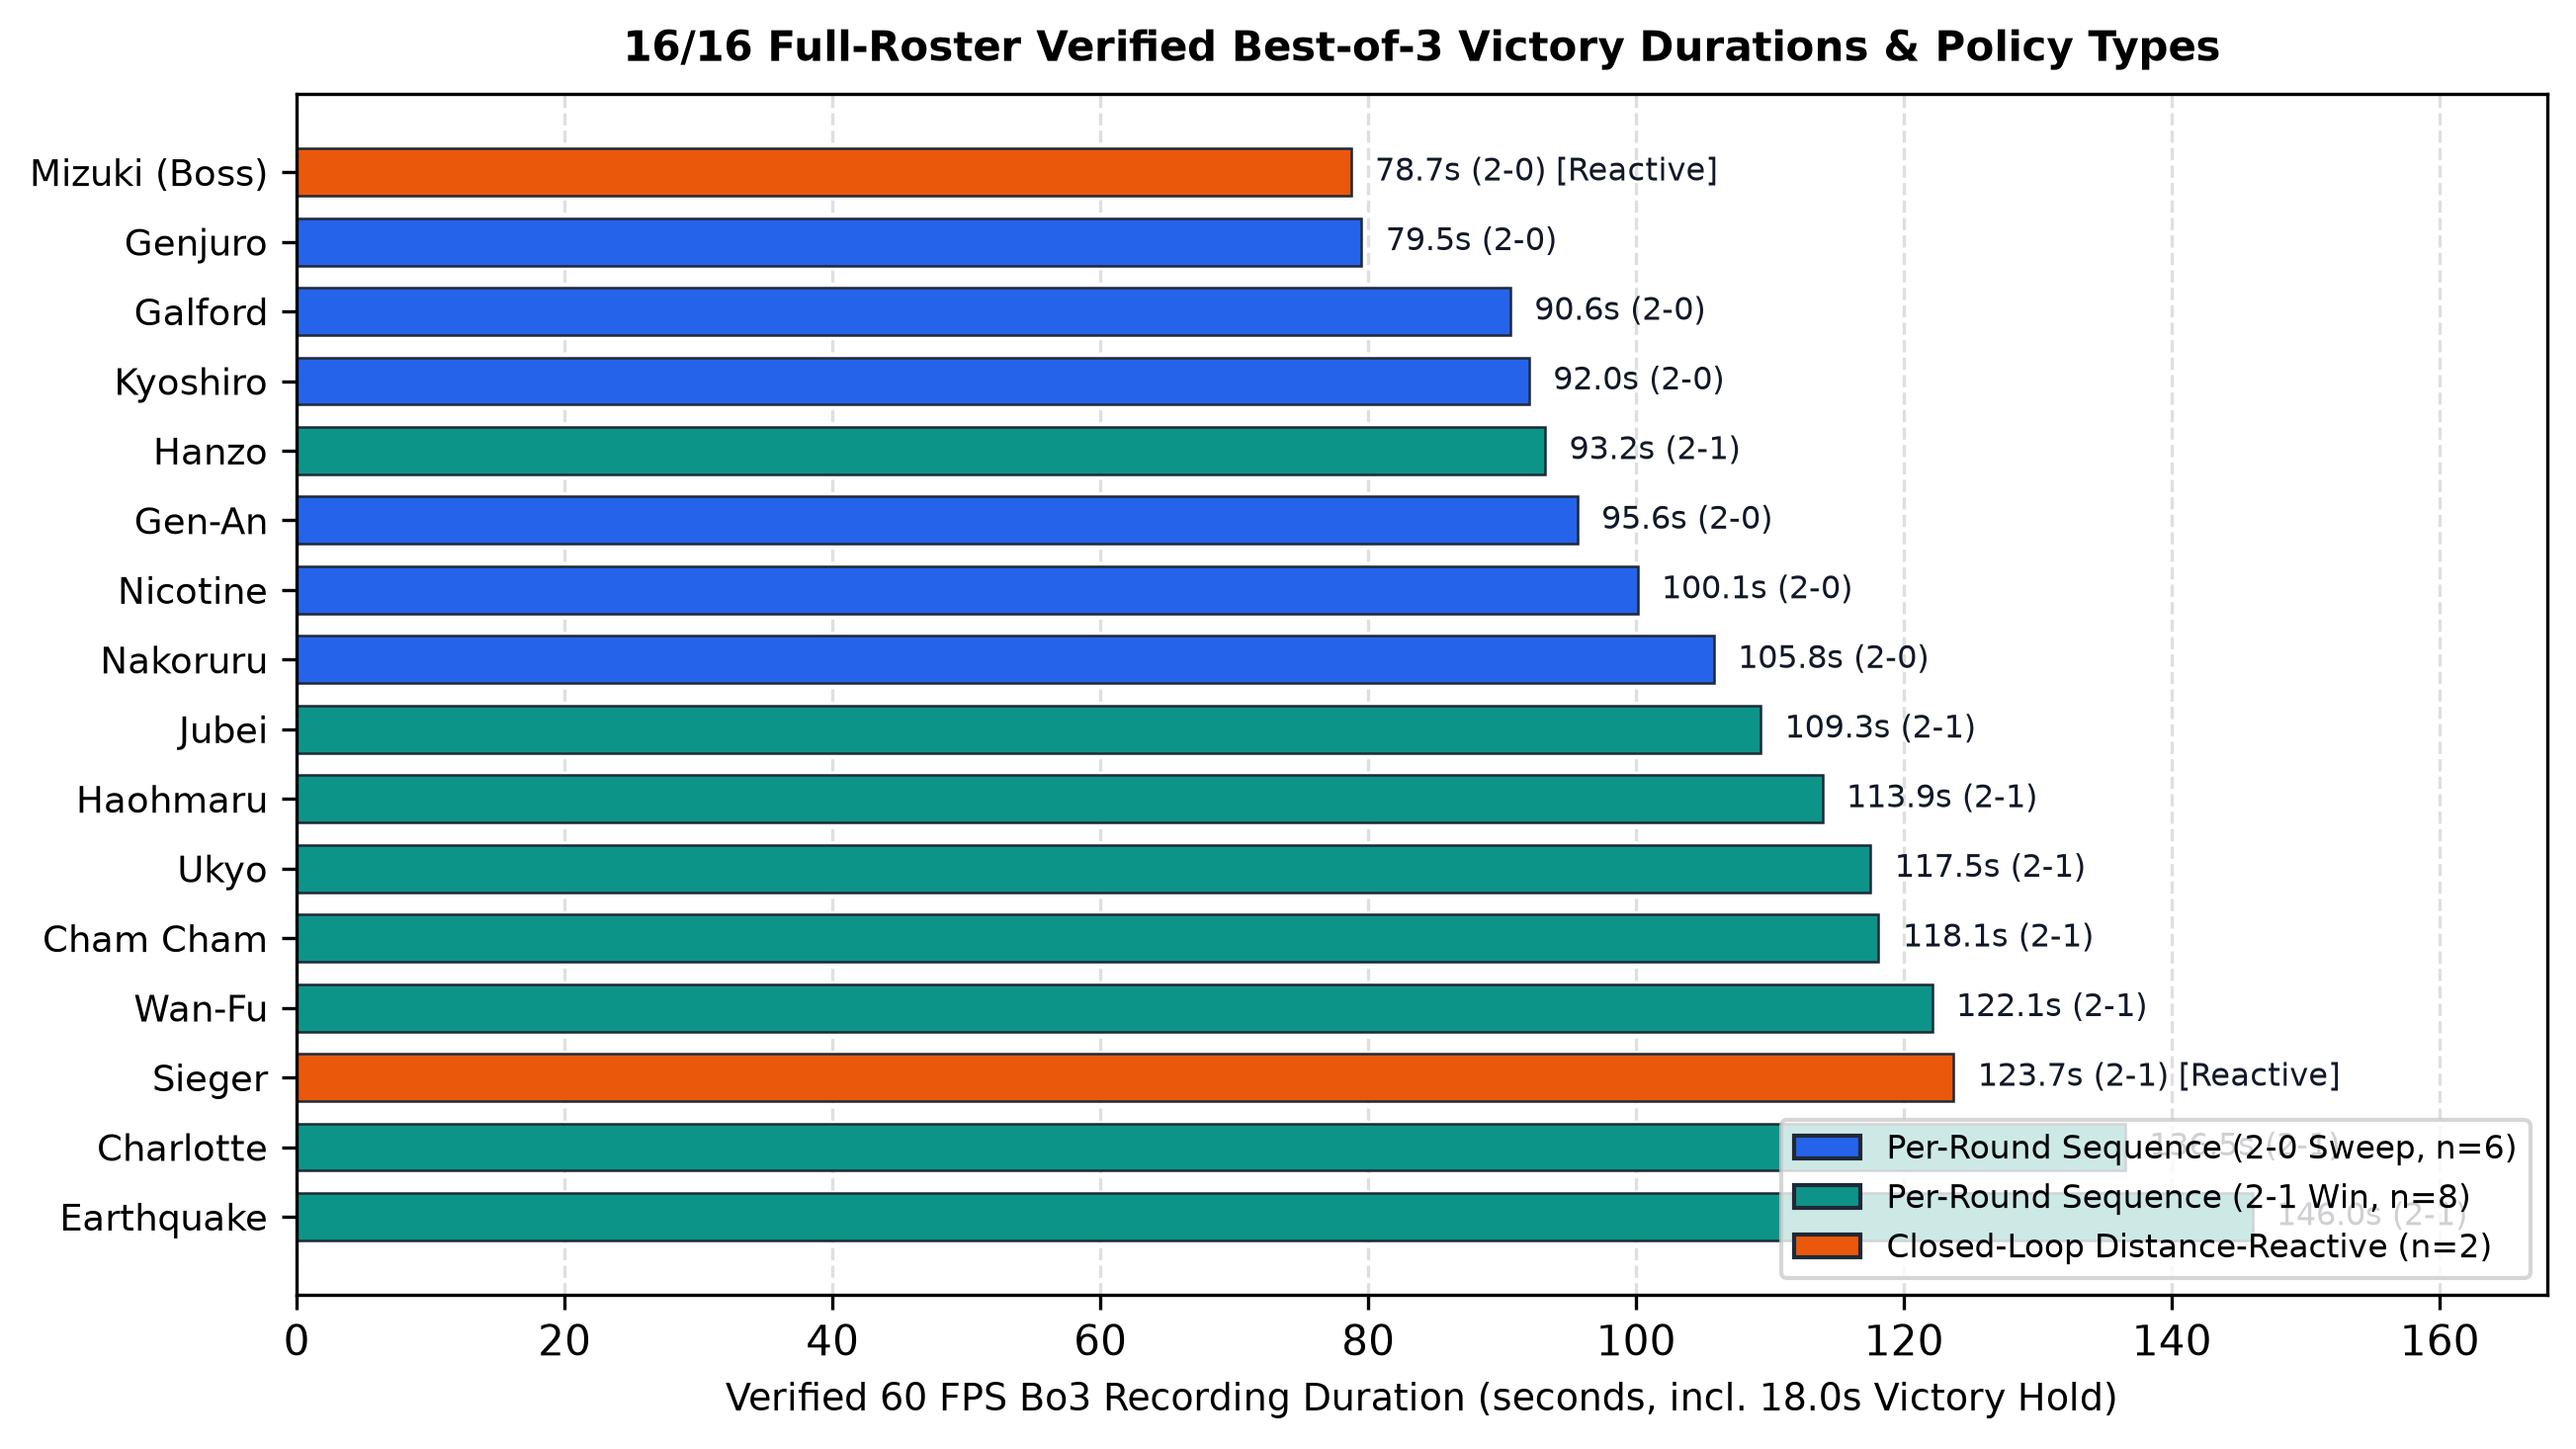 16/16 Full-Roster Verified Best-of-3 Victory Durations & Policy Types
Mizuki (Boss) 78.7s (2-0) [Reactive]
Genjuro 79.5s (2-0)
Galford 90.6s (2-0)
Kyoshiro 92.0s (2-0)
Hanzo 93.2s (2-1)
Gen-An 95.6s (2-0)
Nicotine 100.1s (2-0)
Nakoruru 105.8s (2-0)
Jubei 109.3s (2-1)
Haohmaru 113.9s (2-1)
Ukyo 117.5s (2-1)
Cham Cham 118.1s (2-1)
Wan-Fu 122.1s (2-1)
Sieger 123.7s (2-1) [Reactive]
Charlotte 136.5s (2-1)
Earthquake 146.0s (2-1)
Per-Round Sequence (2-0 Sweep, n=6)
Per-Round Sequence (2-1 Win, n=8)
Closed-Loop Distance-Reactive (n=2)
0 20 40 60 80 100 120 140 160
Verified 60 FPS Bo3 Recording Duration (seconds, incl. 18.0s Victory Hold)